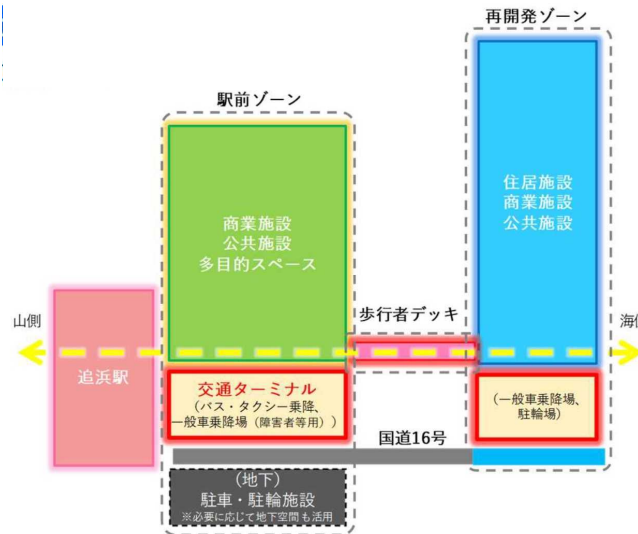 再開発ゾーン
駅前ゾーン
商業施設
公共施設
多目的スペース
住居施設
商業施設
公共施設
山側
歩行者デッキ
海側
追浜駅
交通ターミナル
(バス・タクシー乗降、
一般車乗降場（障害者等用）)
(一般車乗降場、
駐輪場)
国道16号
(地下)
駐車・駐輪施設
※必要に応じて地下空間も活用